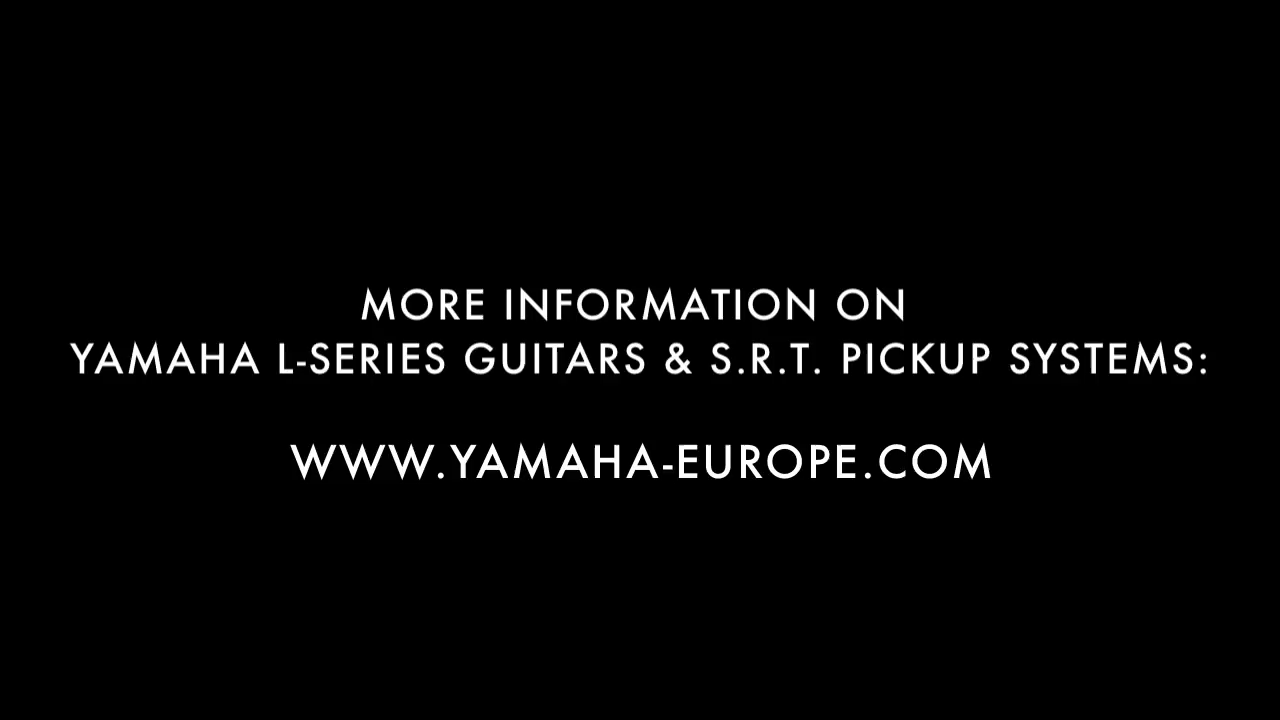 MORE INFORMATION ON
YAMAHA L-SERIES GUITARS & S.R.T. PICKUP SYSTEMS:
WWW.YAMAHA-EUROPE.COM